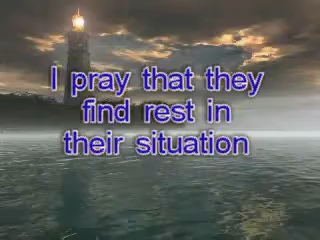 I pray that they
find rest in
their situation